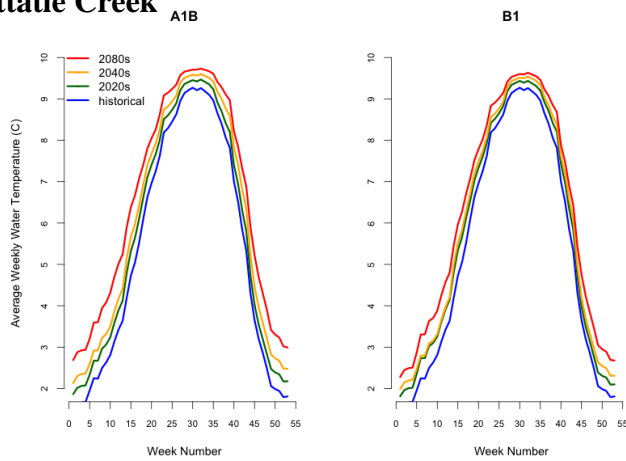 Creek
A1B
B1
2080s
2040s
2020s
historical
Average Weekly Water Temperature (C)
2 3 4 5 6 7 8 9 10
0 5 10 15 20 25 30 35 40 45 50 55
Week Number
2 3 4 5 6 7 8 9 10
0 5 10 15 20 25 30 35 40 45 50 55
Week Number